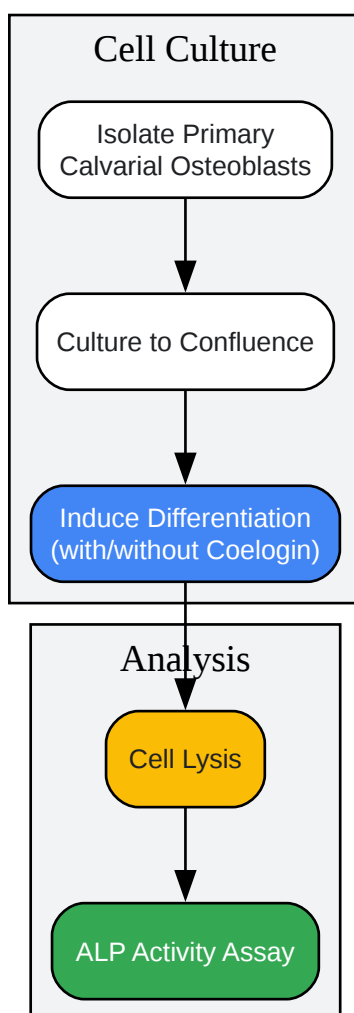 Cell Culture
Isolate Primary
Calvarial Osteoblasts
Culture to Confluence
Induce Differentiation
(with/without Coelogin)
Analysis
Cell Lysis
ALP Activity Assay